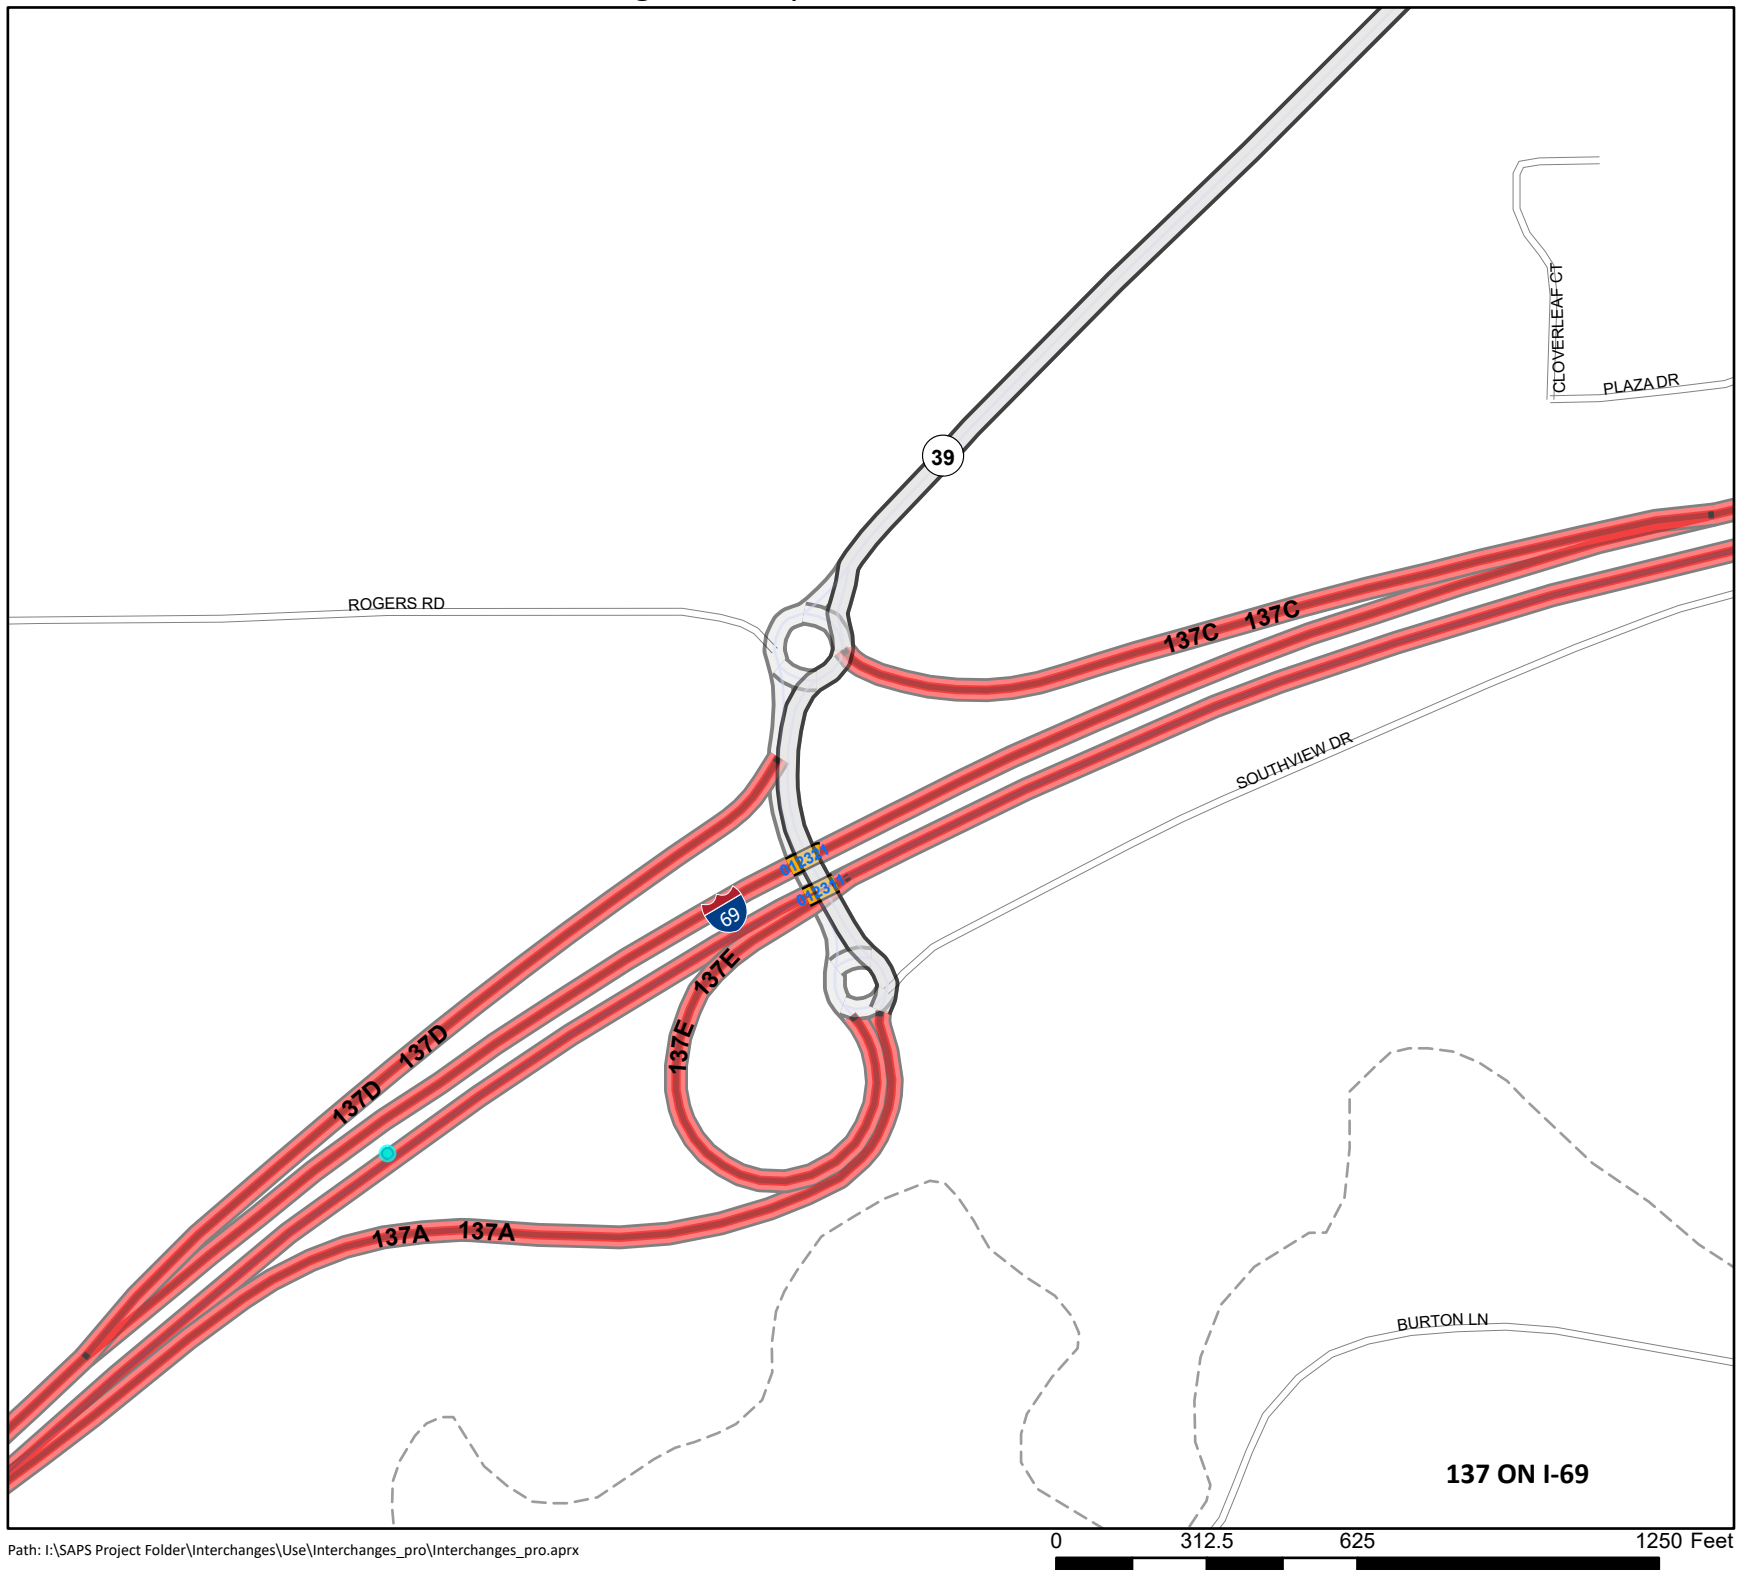 CLOVERLEAF CT
PLAZA DR
39
ROGERS RD
137C 137C
SOUTHVIEW DR
69
137E
137E
137D
137D
137A 137A
BURTON LN
137 ON I-69
0 312.5 625 1250 Feet
Path: I:\SAPS Project Folder\Interchanges\Use\Interchanges_pro\Interchanges_pro.aprx